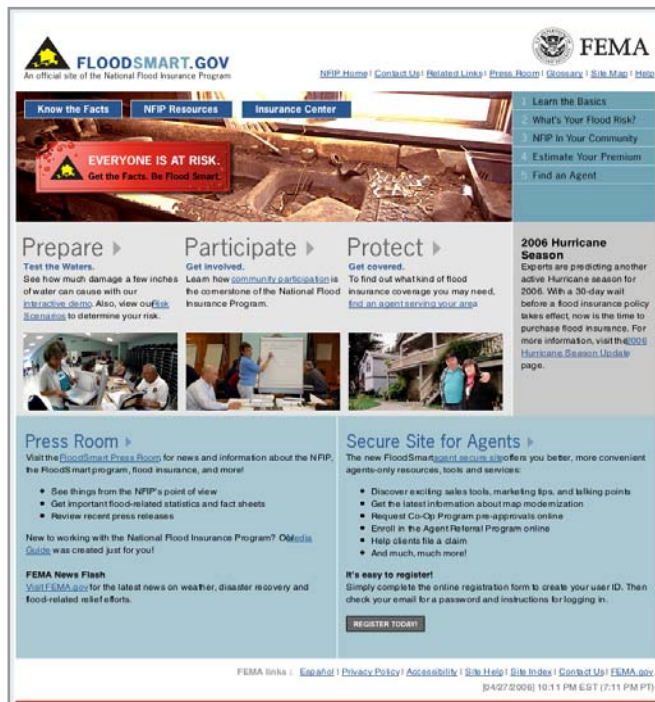 FLOODSMART.GOV
An official site of the National Flood Insurance Program
FEMA
NFIP Home | Contact Us | Related Links | Press Room | Glossary | Site Map | Help
Know the Facts
NFIP Resources
Insurance Center
EVERYONE IS AT RISK.
Get the Facts. Be Flood Smart.
1 Learn the Basics
2 What's Your Flood Risk?
3 NFIP In Your Community
4 Estimate Your Premium
5 Find an Agent
Prepare
Test the Waters.
See how much damage a few inches
of water can cause with our
interactive demo. Also, view our Risk
Scenarios to determine your risk.
Participate
Get involved.
Learn how community participation is
the cornerstone of the National Flood
Insurance Program.
Protect
Get covered.
To find out what kind of flood
insurance coverage you may need,
find an agent serving your area
2006 Hurricane
Season
Experts are predicting another
active Hurricane season for
2006. With a 30-day wait
before a flood insurance policy
takes effect, now is the time to
purchase flood insurance. For
more information, visit the 2006
Hurricane Season Update
page.
Press Room
Visit the FloodSmart Press Room for news and information about the NFIP,
the FloodSmart program, flood insurance, and more!
• See things from the NFIP's point of view
• Get important flood-related statistics and fact sheets
• Review recent press releases
New to working with the National Flood Insurance Program? Our Media
Guide was created just for you!
FEMA News Flash
Visit FEMA.gov for the latest news on weather, disaster recovery and
flood-related relief efforts.
Secure Site for Agents
The new FloodSmart agent secure site offers you better, more convenient
agents-only resources, tools and services:
• Discover exciting sales tools, marketing tips, and talking points
• Get the latest information about map modernization
• Request Co-Op Program pre-approvals online
• Enroll in the Agent Referral Program online
• Help clients file a claim
• And much, much more!
It's easy to register!
Simply complete the online registration form to create your user ID. Then
check your email for a password and instructions for logging in.
REGISTER TODAY!
FEMA links : Español | Privacy Policy | Accessibility | Site Help | Site Index | Contact Us | FEMA.gov
[04/27/2006] 10:11 PM EST (7:11 PM PT)